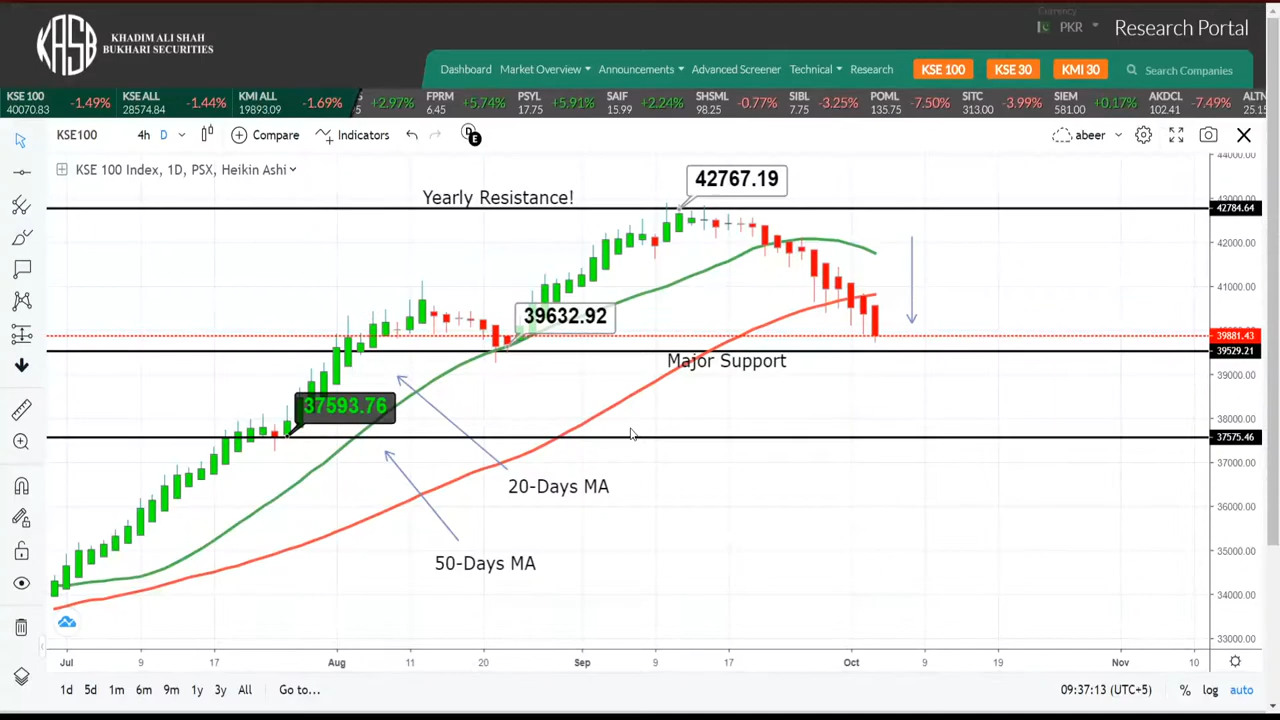 Currency
KHADIM ALI SHAH
BUKHARI SECURITIES
KASB
PKR
Research Portal
Dashboard Market Overview Announcements Advanced Screener Technical Research KSE 100 KSE 30 KMI 30 Search Companies
KSE 100 KSE ALL KMI ALL FPRM PSYL SAIF SHSML SIBL POML SITC SIEM AKDCL ALTN
40070.83 -1.49% 28574.84 -1.44% 19893.09 -1.69% +2.97% 6.45 +5.74% 17.75 +5.91% 15.99 +2.24% 98.25 -0.77% 7.75 -3.25% 135.75 -7.50% 313.00 -3.99% 581.00 +0.17% 102.41 -7.49% 25.15
KSE100 4h D Compare Indicators D E abeer
KSE 100 Index, 1D, PSX, Heikin Ashi
44000.00
Yearly Resistance!
42767.19
43000.00
42784.64
42000.00
41000.00
39632.92
39881.43
39529.21
Major Support
39000.00
37593.76
38000.00
37575.46
37000.00
20-Days MA
36000.00
50-Days MA
35000.00
34000.00
33000.00
Jul 9 17 Aug 11 20 Sep 9 17 Oct 9 19 Nov 10
1d 5d 1m 6m 9m 1y 3y All Go to... 09:37:13 (UTC+5) % log auto